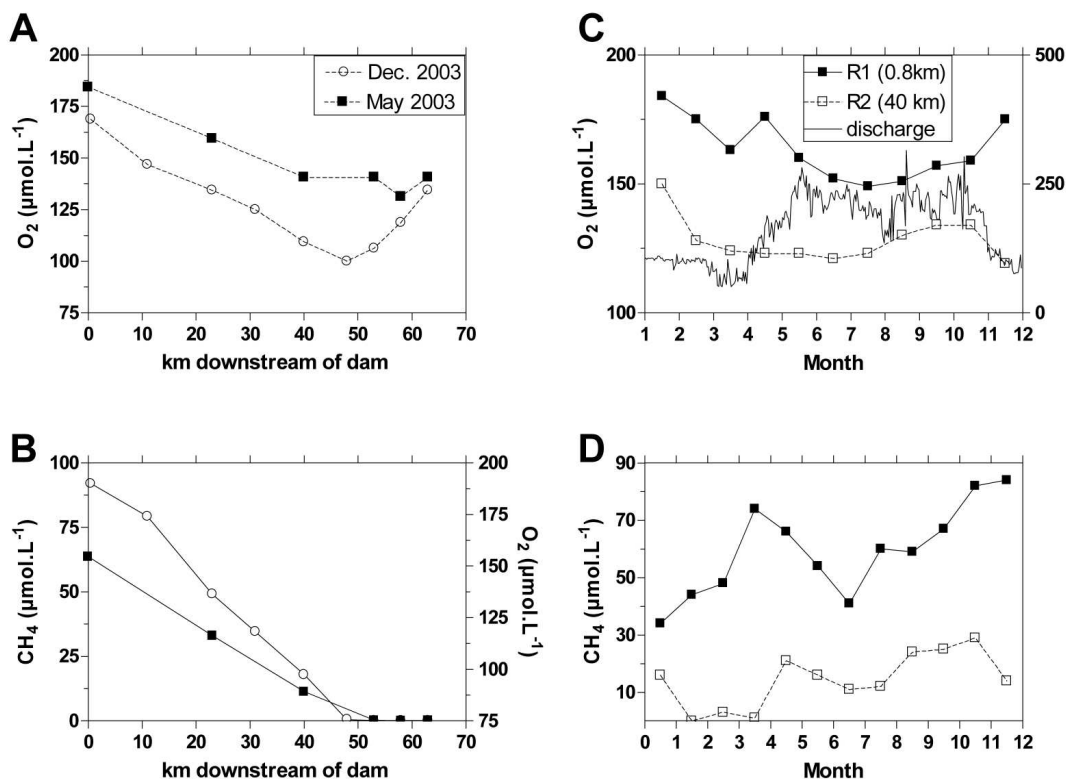 A
200
175
150
125
100
75
O2 (µmol.L-1)
Dec. 2003
May 2003
0 10 20 30 40 50 60 70
km downstream of dam
C
200
150
100
O2 (µmol.L-1)
R1 (0.8km)
R2 (40 km)
discharge
500
250
0
1 2 3 4 5 6 7 8 9 10 11 12
Month
B
100
75
50
25
0
CH4 (µmol.L-1)
200
175
150
125
100
75
O2 (µmol.L-1)
0 10 20 30 40 50 60 70
km downstream of dam
D
90
70
50
30
10
CH4 (µmol.L-1)
0 1 2 3 4 5 6 7 8 9 10 11 12
Month